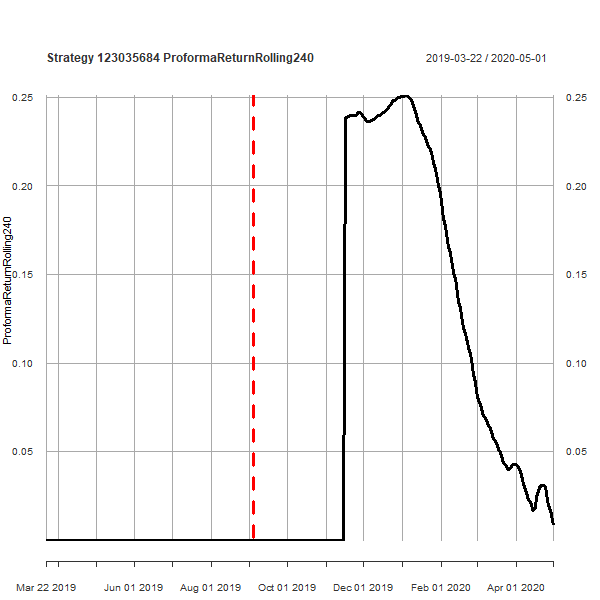 Strategy 123035684 ProformaReturnRolling240
2019-03-22 / 2020-05-01
ProformaReturnRolling240
0.25
0.20
0.15
0.10
0.05
0.25
0.20
0.15
0.10
0.05
Mar 22 2019
Jun 01 2019
Aug 01 2019
Oct 01 2019
Dec 01 2019
Feb 01 2020
Apr 01 2020